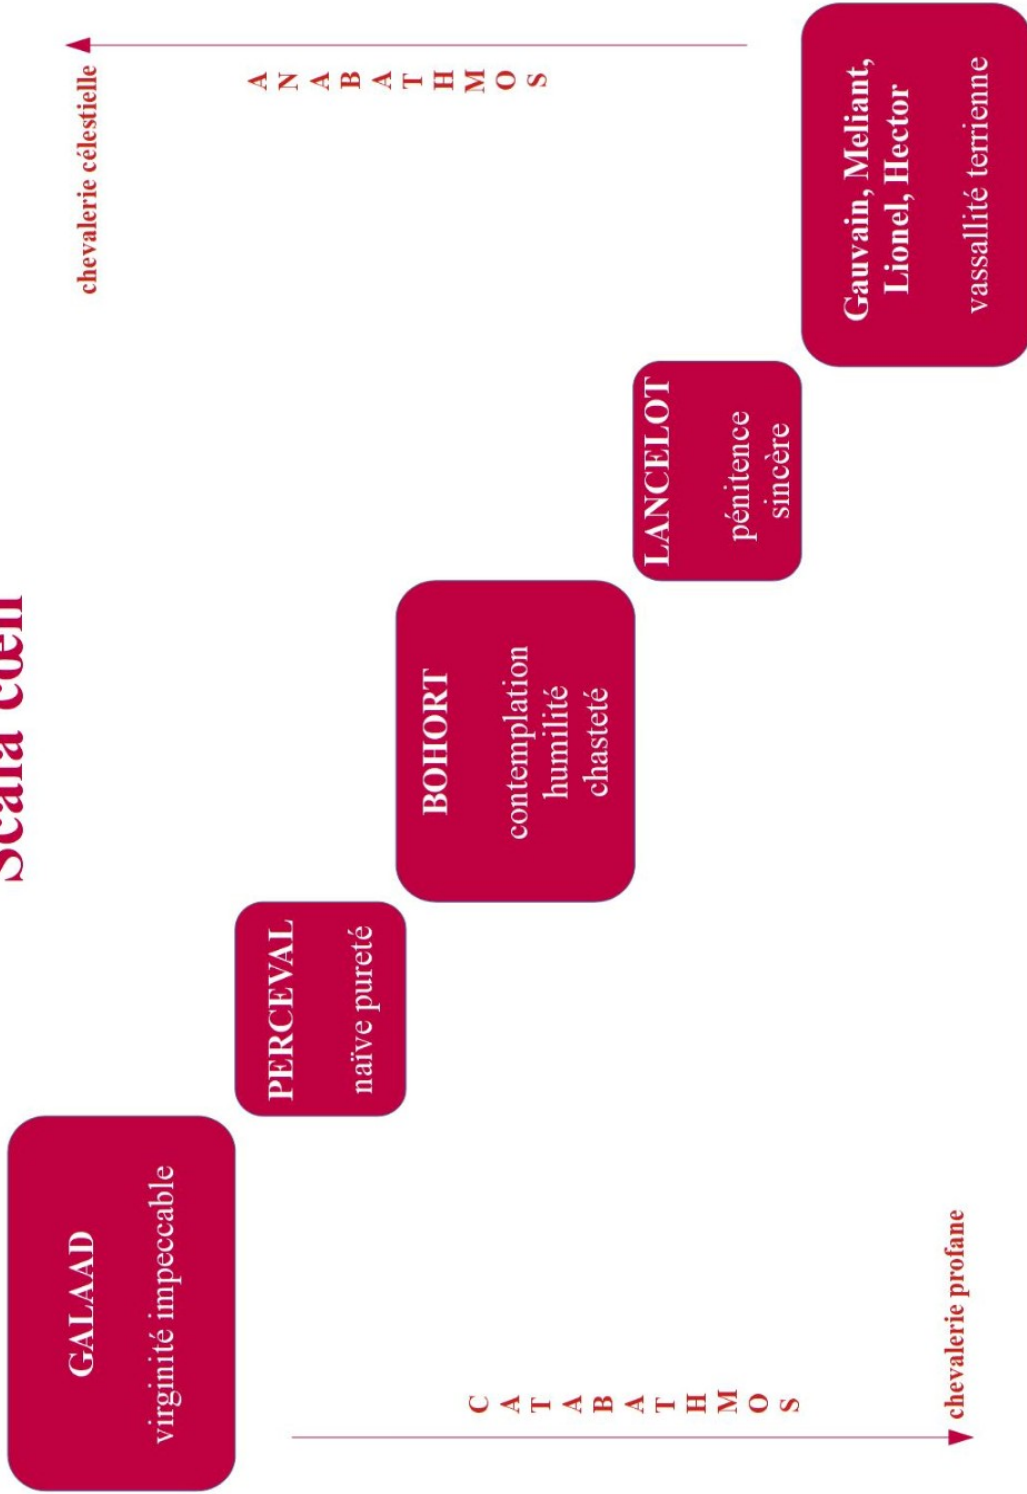 Scala cœli
GALAAD
virginité impeccable
chevalerie célestielle
ANABATHMOS
PERCEVAL
naïve pureté
BOHORT
contemplation
humilité
chasteté
CATABATHMOS
LANCELOT
pénitence
sincère
Gauvain, Meliant,
Lionel, Hector
vassallité terrienne
chevalerie profane